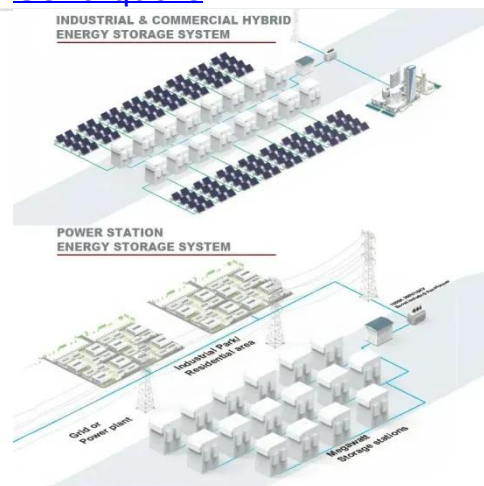 INDUSTRIAL & COMMERCIAL HYBRID
ENERGY STORAGE SYSTEM
POWER STATION
ENERGY STORAGE SYSTEM
Industrial Park/
Residential area
Grid or
Power plant
Megawatt
Storage stations